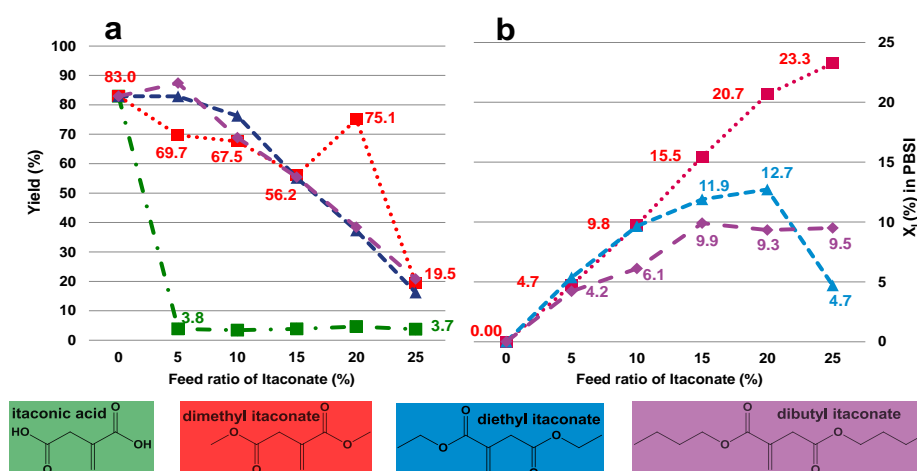 a
Yield (%)
100
90
80
70
60
50
40
30
20
10
0
83.0
69.7
67.5
56.2
75.1
19.5
3.8
3.7
0
5
10
15
20
25
Feed ratio of Itaconate (%)
b
25
20
15
10
5
0
XI (%) in PBSI
23.3
20.7
15.5
12.7
11.9
9.8
9.9
9.3
9.5
6.1
4.7
4.2
4.7
0.00
0
5
10
15
20
25
Feed ratio of Itaconate (%)
itaconic acid
O
HO
OH
O
dimethyl itaconate
O
O
O
O
diethyl itaconate
O
O
O
O
dibutyl itaconate
O
O
O
O